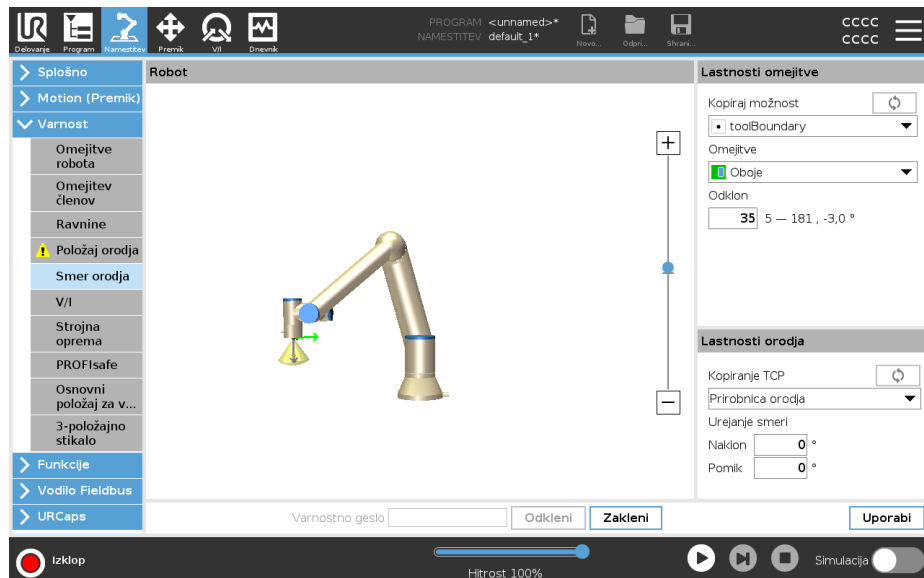 PROGRAM <unnamed>*
NAMESTITEV default_1*
Delovanje Program Namestitev Premik V/I Dnevnik
Novo... Odpri... Shrani...
CCCC
CCCC
Splošno
Motion (Premik)
Varnost
Omejitve
robota
Omejitev
členov
Ravnine
Položaj orodja
Smer orodja
V/I
Strojna
oprema
PROFIsafe
Osnovni
položaj za v...
3-položajno
stikalo
Funkcije
Vodilo Fieldbus
URCaps
Robot
Varnostno geslo Odkleni Zakleni
Lastnosti omejitve
Kopiraj možnost
toolBoundary
Omejitve
Oboje
Odklon
35 5 — 181 , -3,0 °
Lastnosti orodja
Kopiranje TCP
Prirobnica orodja
Urejanje smeri
Naklon 0 °
Pomik 0 °
Uporabi
Izklop
Hitrost 100%
Simulacija